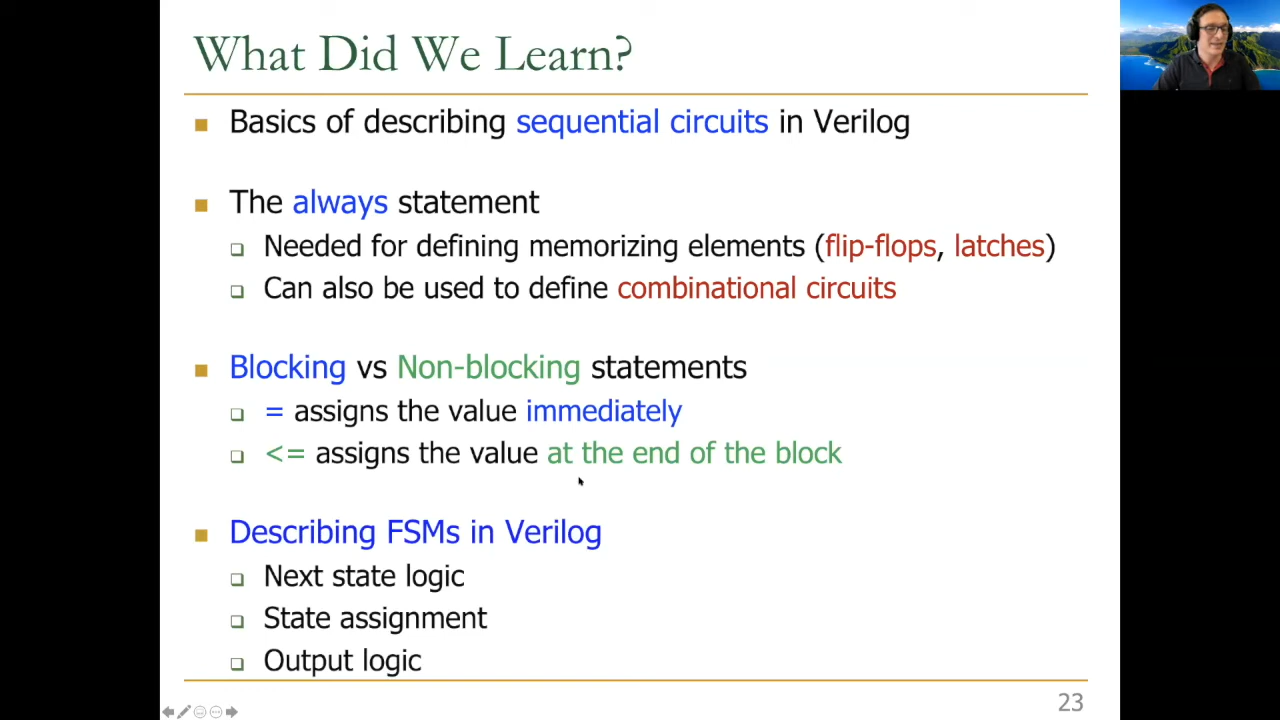 What Did We Learn?
Basics of describing sequential circuits in Verilog
The always statement
Needed for defining memorizing elements (flip-flops, latches)
Can also be used to define combinational circuits
Blocking vs Non-blocking statements
= assigns the value immediately
<= assigns the value at the end of the block
Describing FSMs in Verilog
Next state logic
State assignment
Output logic
23